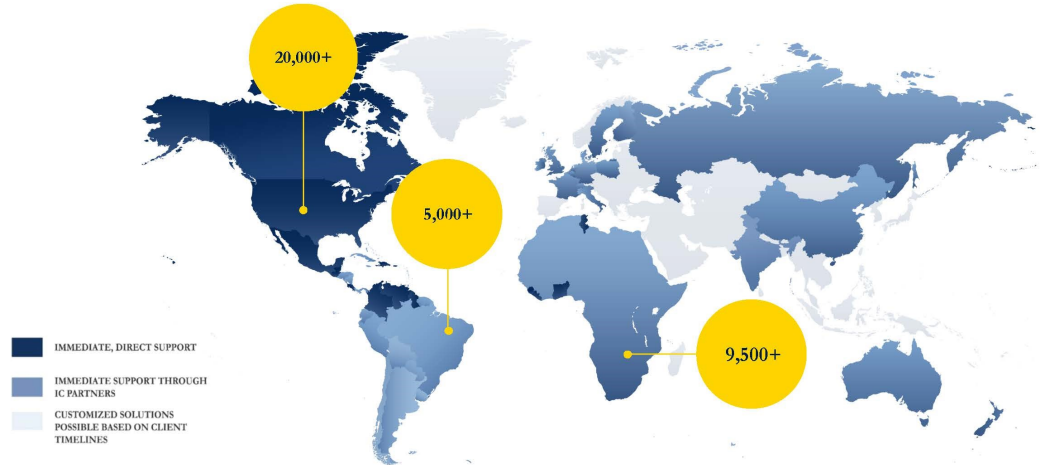 20,000+
5,000+
9,500+
IMMEDIATE, DIRECT SUPPORT
IMMEDIATE SUPPORT THROUGH
IC PARTNERS
CUSTOMIZED SOLUTIONS
POSSIBLE BASED ON CLIENT
TIMELINES